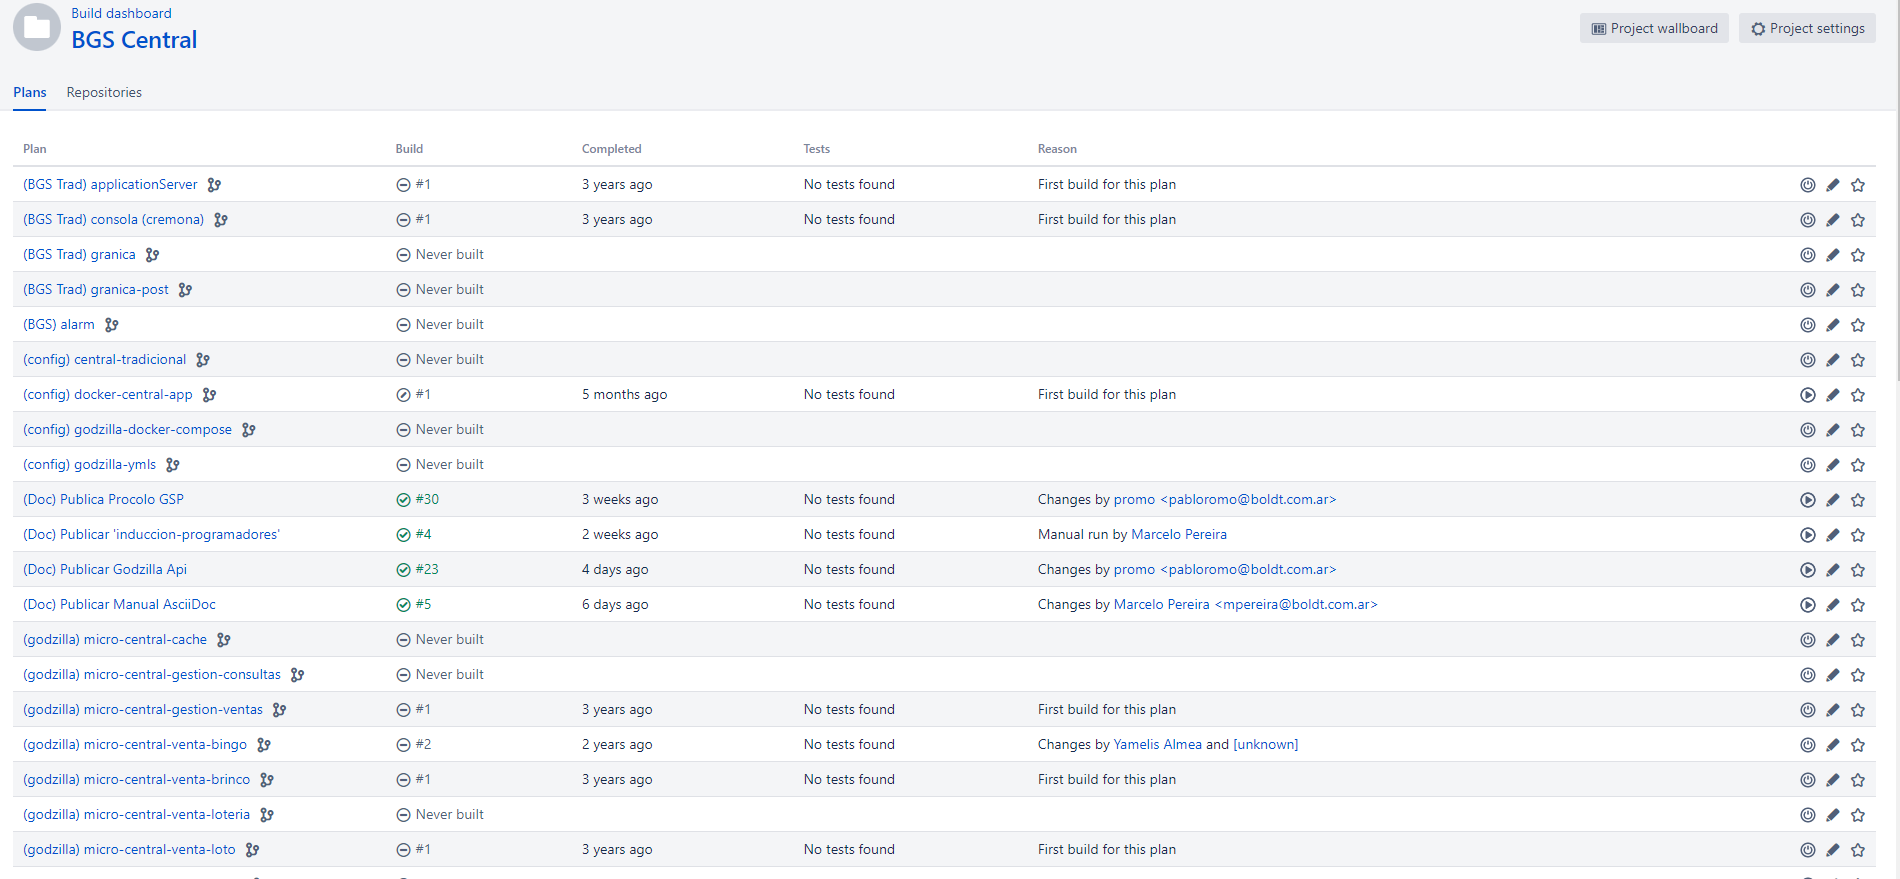 Build dashboard
BGS Central
Project wallboard
Project settings
Plans Repositories
Plan Build Completed Tests Reason
(BGS Trad) applicationServer #1 3 years ago No tests found First build for this plan
(BGS Trad) consola (cremona) #1 3 years ago No tests found First build for this plan
(BGS Trad) granica Never built
(BGS Trad) granica-post Never built
(BGS) alarm Never built
(config) central-tradicional Never built
(config) docker-central-app #1 5 months ago No tests found First build for this plan
(config) godzilla-docker-compose Never built
(config) godzilla-ymls Never built
(Doc) Publica Procolo GSP #30 3 weeks ago No tests found Changes by promo <pabloromo@boldt.com.ar>
(Doc) Publicar 'induccion-programadores' #4 2 weeks ago No tests found Manual run by Marcelo Pereira
(Doc) Publicar Godzilla Api #23 4 days ago No tests found Changes by promo <pabloromo@boldt.com.ar>
(Doc) Publicar Manual AsciiDoc #5 6 days ago No tests found Changes by Marcelo Pereira <mpereira@boldt.com.ar>
(godzilla) micro-central-cache Never built
(godzilla) micro-central-gestion-consultas Never built
(godzilla) micro-central-gestion-ventas #1 3 years ago No tests found First build for this plan
(godzilla) micro-central-venta-bingo #2 2 years ago No tests found Changes by Yamelis Almea and [unknown]
(godzilla) micro-central-venta-brinco #1 3 years ago No tests found First build for this plan
(godzilla) micro-central-venta-loteria Never built
(godzilla) micro-central-venta-loto #1 3 years ago No tests found First build for this plan